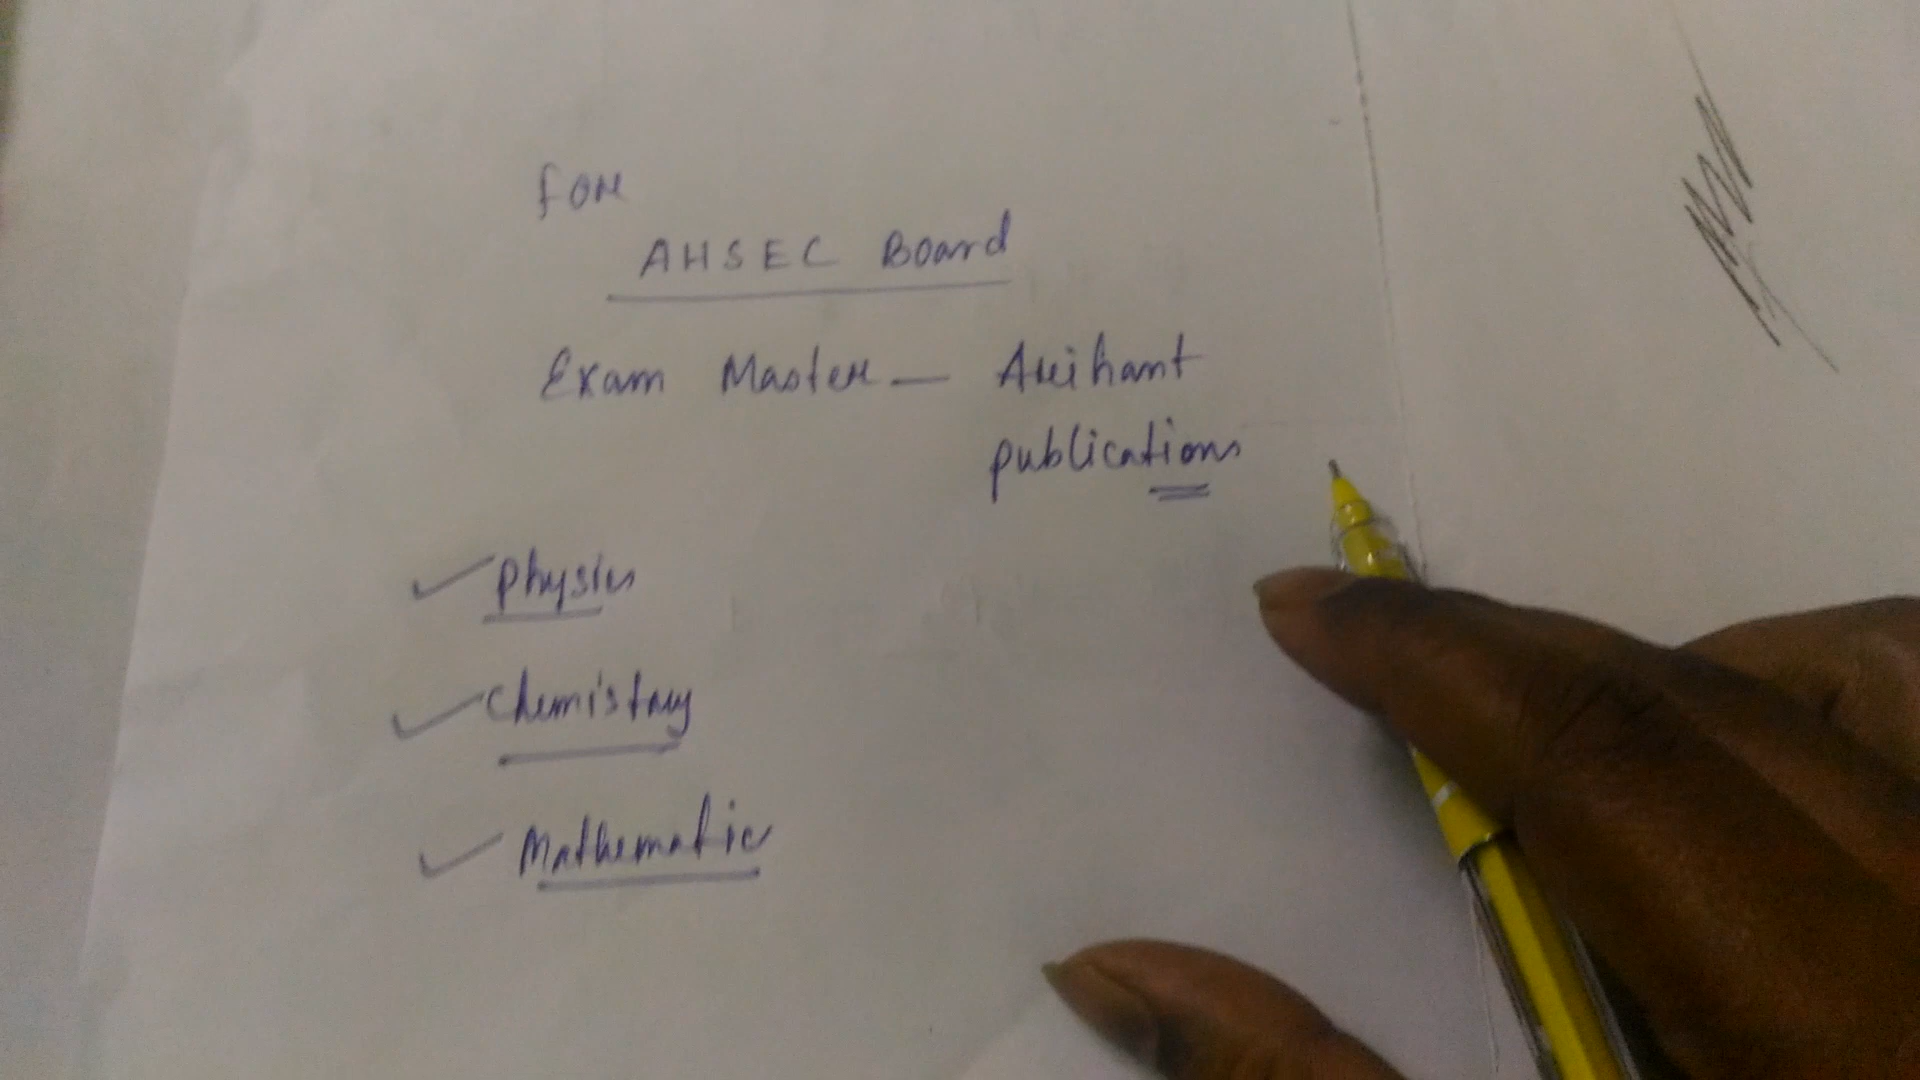 for
AHSEC Board
Exam Master — Arihant
publications
✓ physics
✓ chemistry
✓ Mathematic